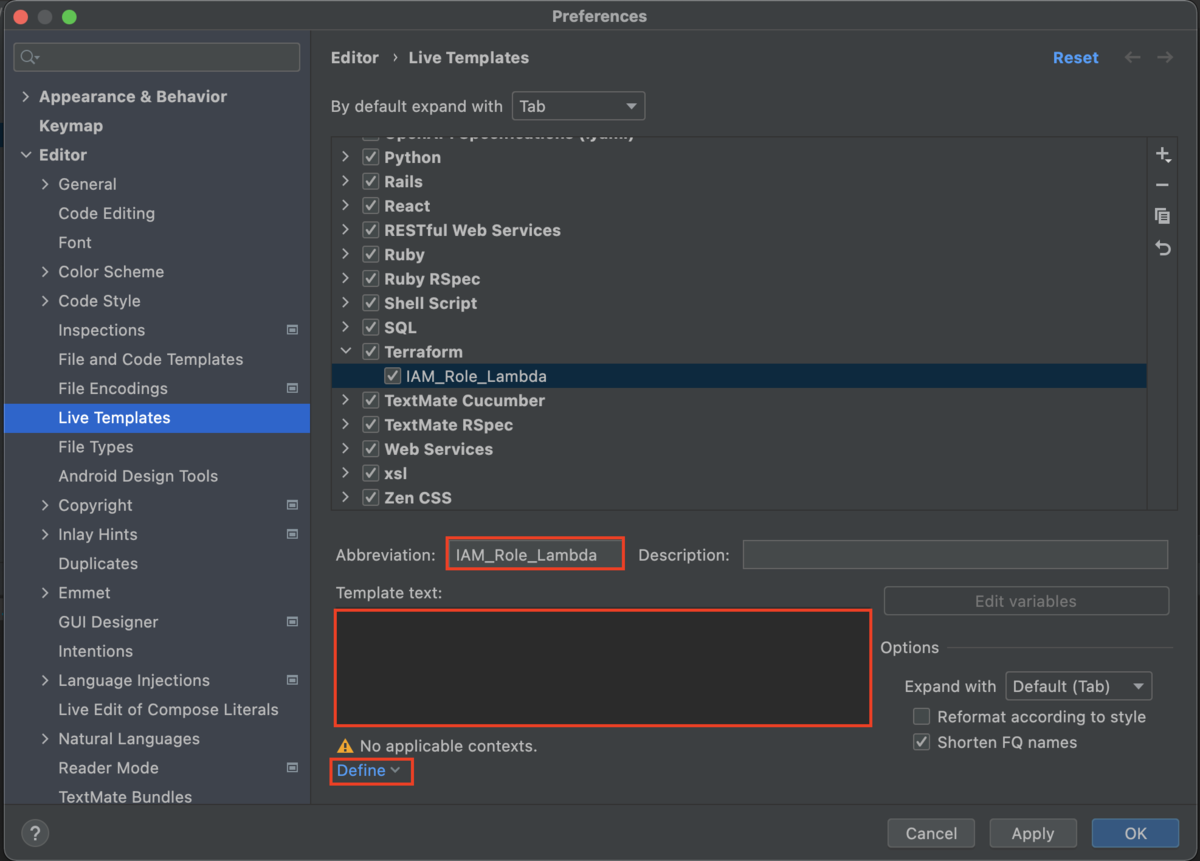 Preferences
Editor › Live Templates
Reset
Appearance & Behavior
Keymap
Editor
General
Code Editing
Font
Color Scheme
Code Style
Inspections
File and Code Templates
File Encodings
Live Templates
File Types
Android Design Tools
Copyright
Inlay Hints
Duplicates
Emmet
GUI Designer
Intentions
Language Injections
Live Edit of Compose Literals
Natural Languages
Reader Mode
TextMate Bundles
By default expand with Tab
Python
Rails
React
RESTful Web Services
Ruby
Ruby RSpec
Shell Script
SQL
Terraform
IAM_Role_Lambda
TextMate Cucumber
TextMate RSpec
Web Services
xsl
Zen CSS
Abbreviation: IAM_Role_Lambda Description:
Template text:
Edit variables
Options
Expand with Default (Tab)
Reformat according to style
Shorten FQ names
No applicable contexts.
Define
?
Cancel Apply OK